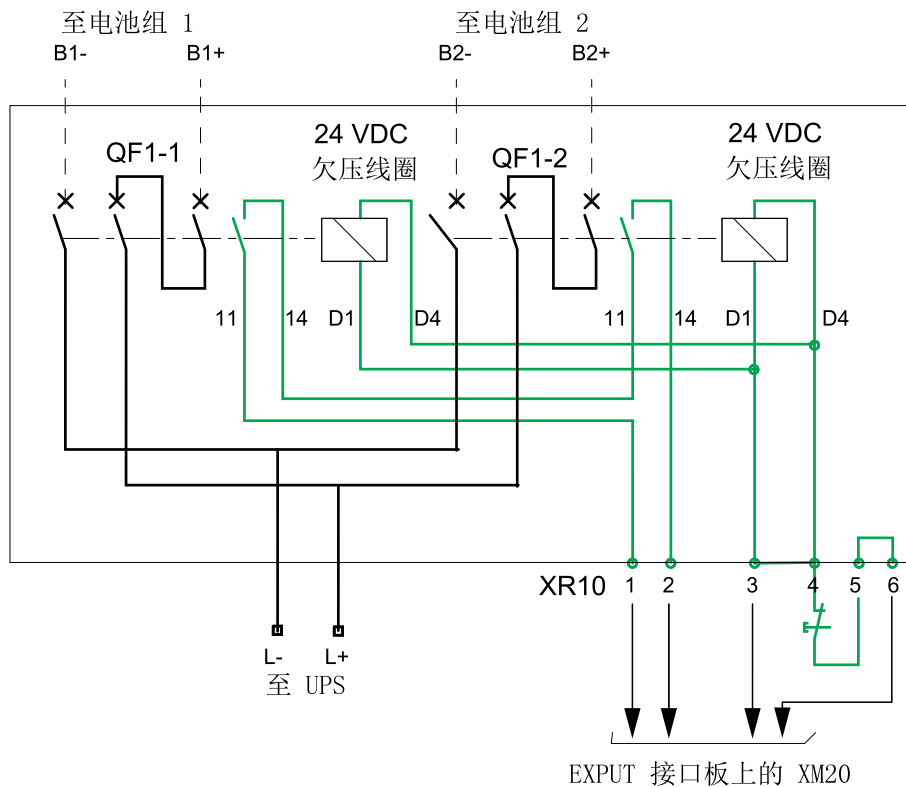 至电池组 1
至电池组 2
B1-
B1+
B2-
B2+
24 VDC
欠压线圈
24 VDC
欠压线圈
QF1-1
QF1-2
11
14
D1
D4
11
14
D1
D4
XR10
1
2
3
4
5
6
L-
L+
至 UPS
EXPUT 接口板上的 XM20